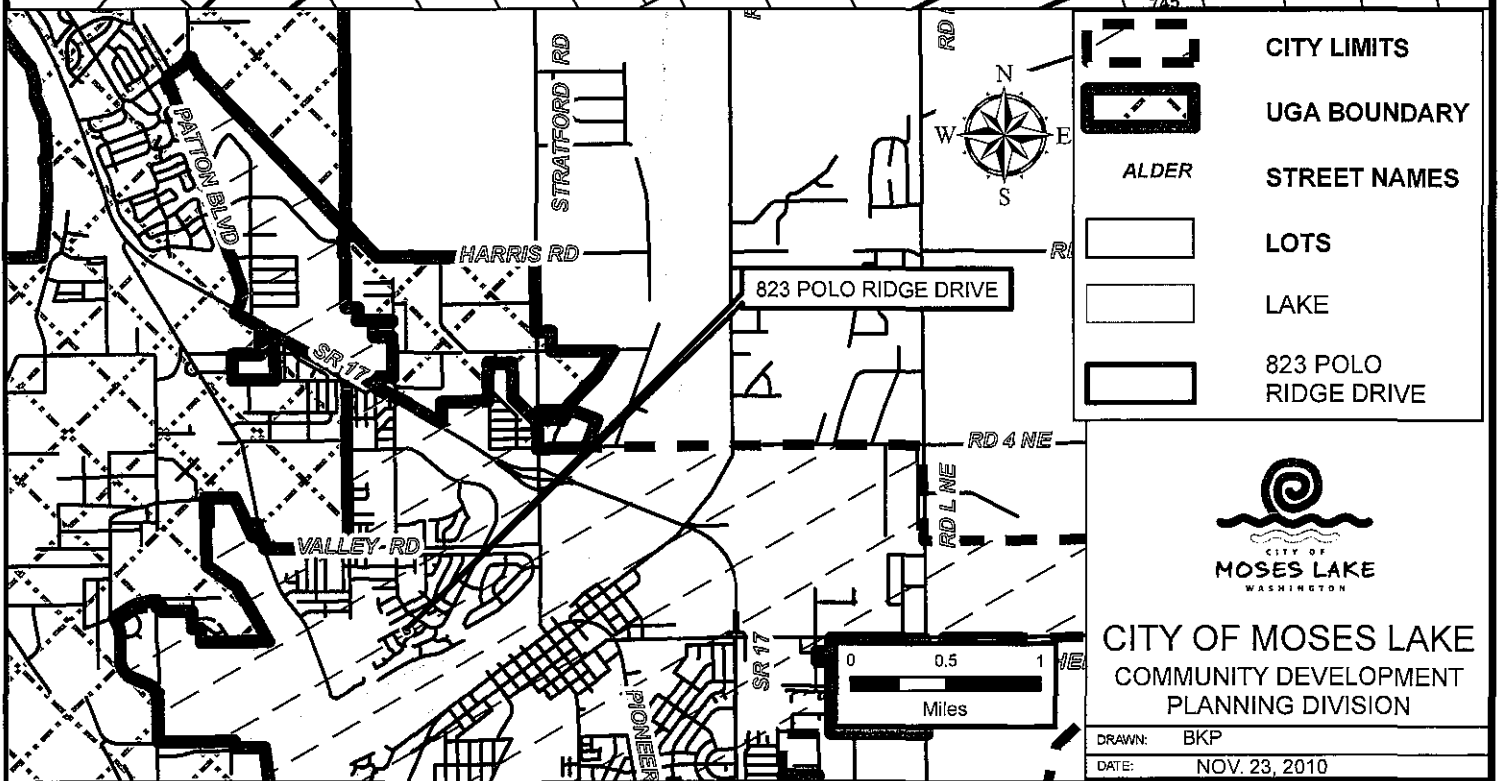 745
CITY LIMITS
UGA BOUNDARY
ALDER
STREET NAMES
LOTS
LAKE
823 POLO
RIDGE DRIVE
N
W
E
S
RD
STRATFORD RD
PATTON BLVD
HARRIS RD
823 POLO RIDGE DRIVE
SR 17
RD 4 NE
RD L NE
VALLEY RD
SR 17
PIONEER
0 0.5 1
Miles
CITY OF
MOSES LAKE
WASHINGTON
CITY OF MOSES LAKE
COMMUNITY DEVELOPMENT
PLANNING DIVISION
DRAWN: BKP
DATE: NOV. 23, 2010